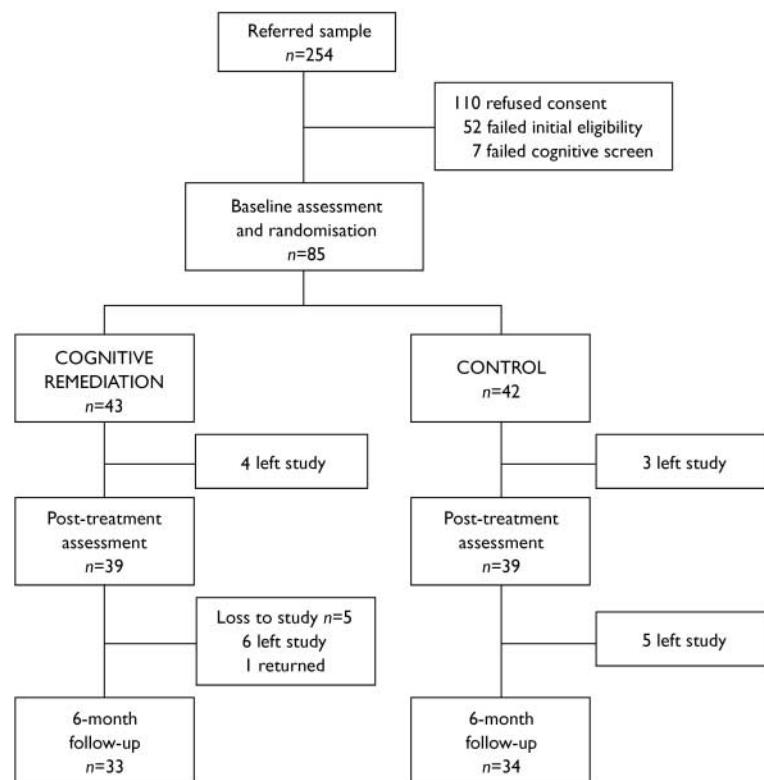 Referred sample
n=254
110 refused consent
52 failed initial eligibility
7 failed cognitive screen
Baseline assessment
and randomisation
n=85
COGNITIVE
REMEDIATION
n=43
CONTROL
n=42
4 left study
3 left study
Post-treatment
assessment
n=39
Post-treatment
assessment
n=39
Loss to study n=5
6 left study
1 returned
5 left study
6-month
follow-up
n=33
6-month
follow-up
n=34